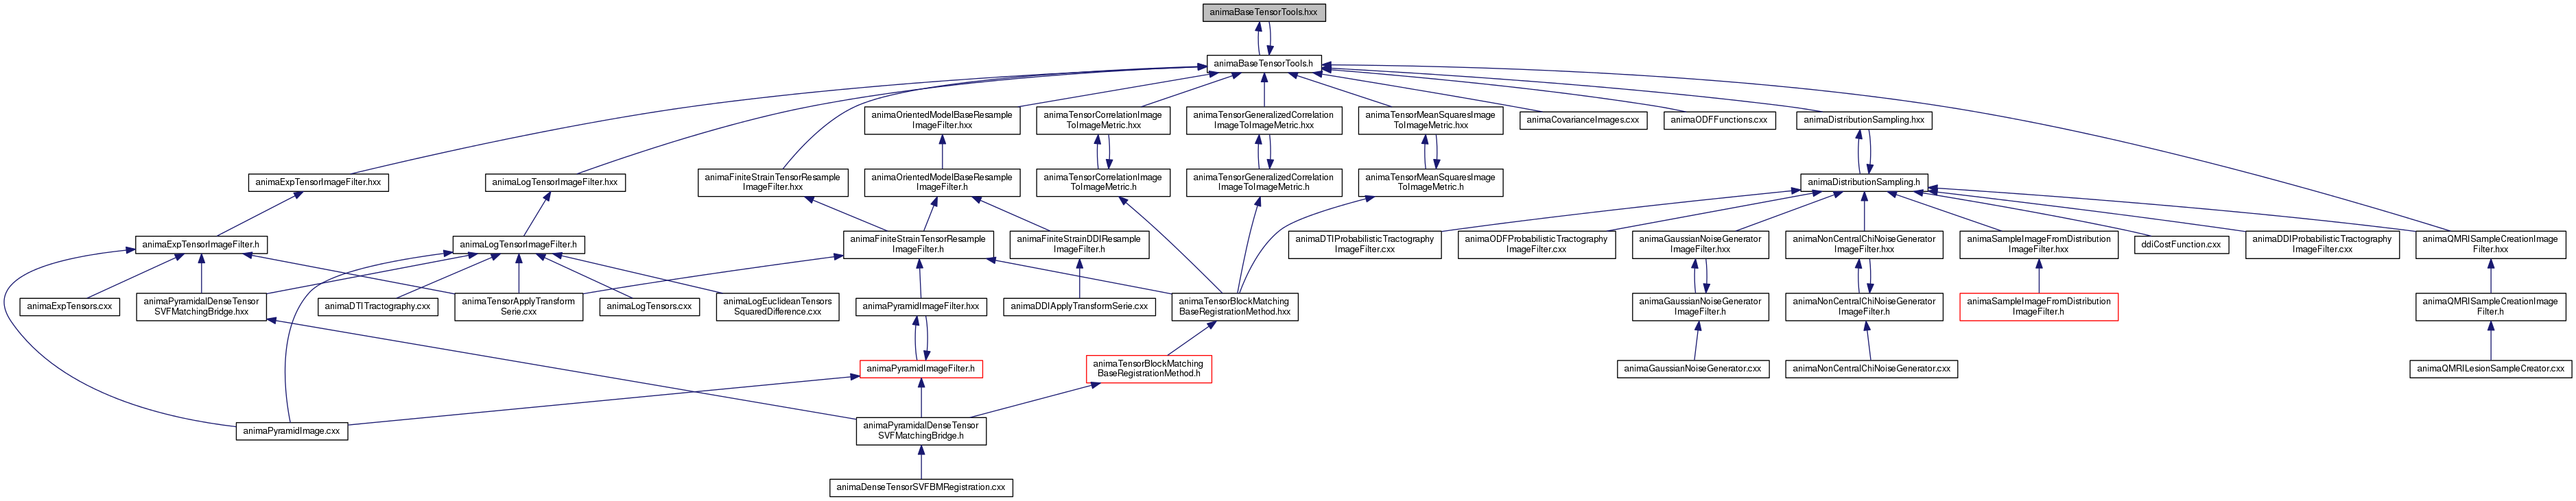 animaBaseTensorTools.hxx
animaBaseTensorTools.h
animaOrientedModelBaseResample
ImageFilter.hxx
animaTensorCorrelationImage
ToImageMetric.hxx
animaTensorGeneralizedCorrelation
ImageToImageMetric.hxx
animaTensorMeanSquaresImage
ToImageMetric.hxx
animaCovarianceImages.cxx
animaODFFunctions.cxx
animaDistributionSampling.hxx
animaExpTensorImageFilter.hxx
animaLogTensorImageFilter.hxx
animaFiniteStrainTensorResample
ImageFilter.hxx
animaOrientedModelBaseResample
ImageFilter.h
animaTensorCorrelationImage
ToImageMetric.h
animaTensorGeneralizedCorrelation
ImageToImageMetric.h
animaTensorMeanSquaresImage
ToImageMetric.h
animaDistributionSampling.h
animaExpTensorImageFilter.h
animaLogTensorImageFilter.h
animaFiniteStrainTensorResample
ImageFilter.h
animaFiniteStrainDDIResample
ImageFilter.h
animaDTIProbabilisticTractography
ImageFilter.cxx
animaODFProbabilisticTractography
ImageFilter.cxx
animaGaussianNoiseGenerator
ImageFilter.hxx
animaNonCentralChiNoiseGenerator
ImageFilter.hxx
animaSampleImageFromDistribution
ImageFilter.hxx
ddiCostFunction.cxx
animaDDIProbabilisticTractography
ImageFilter.cxx
animaQMRISampleCreationImage
Filter.hxx
animaExpTensors.cxx
animaPyramidalDenseTensor
SVFMatchingBridge.hxx
animaDTITractography.cxx
animaTensorApplyTransform
Serie.cxx
animaLogTensors.cxx
animaLogEuclideanTensors
SquaredDifference.cxx
animaPyramidImageFilter.hxx
animaDDIApplyTransformSerie.cxx
animaTensorBlockMatching
BaseRegistrationMethod.hxx
animaGaussianNoiseGenerator
ImageFilter.h
animaNonCentralChiNoiseGenerator
ImageFilter.h
animaSampleImageFromDistribution
ImageFilter.h
animaQMRISampleCreationImage
Filter.h
animaPyramidImageFilter.h
animaTensorBlockMatching
BaseRegistrationMethod.h
animaGaussianNoiseGenerator.cxx
animaNonCentralChiNoiseGenerator.cxx
animaQMRILesionSampleCreator.cxx
animaPyramidImage.cxx
animaPyramidalDenseTensor
SVFMatchingBridge.h
animaDenseTensorSVFBMRegistration.cxx